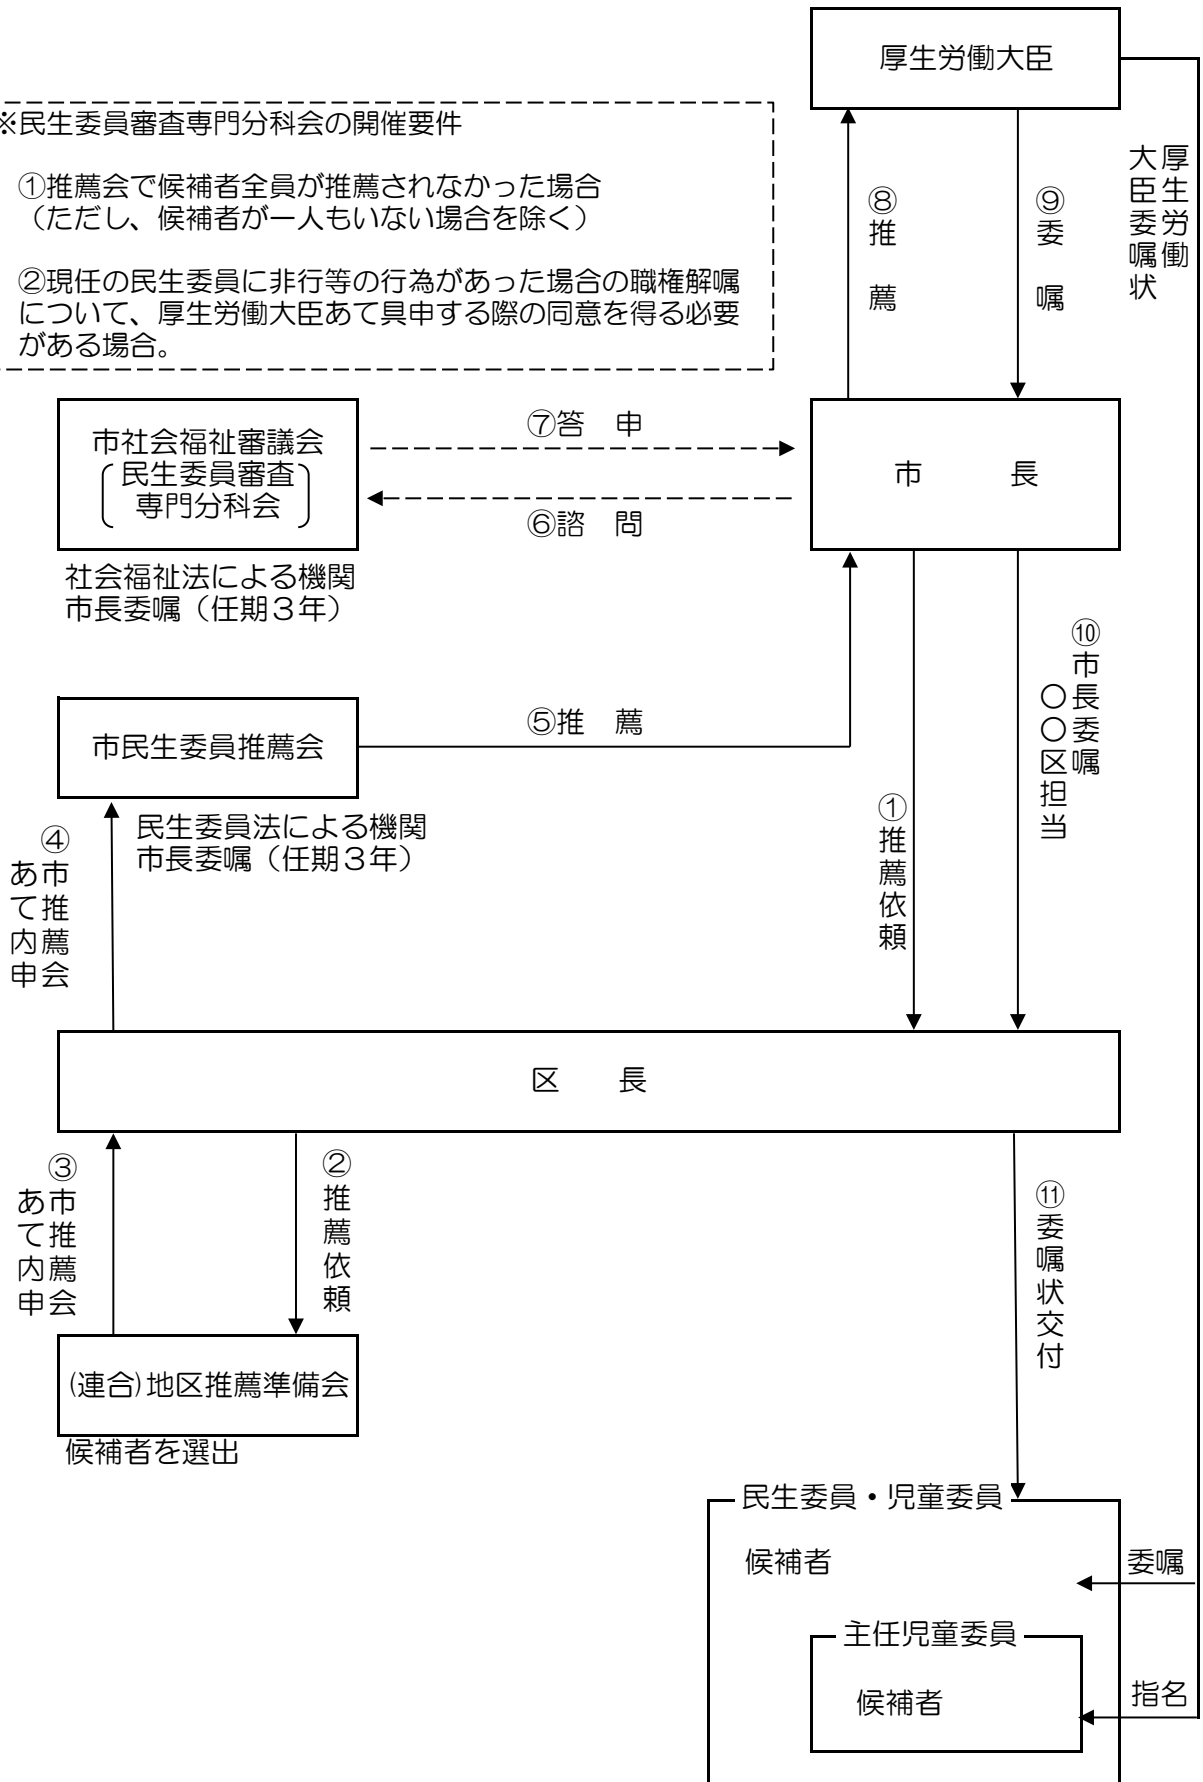 厚生労働大臣
※民生委員審査専門分科会の開催要件
①推薦会で候補者全員が推薦されなかった場合
（ただし、候補者が一人もいない場合を除く）
②現任の民生委員に非行等の行為があった場合の職権解嘱
について、厚生労働大臣あて具申する際の同意を得る必要
がある場合。
⑧推　薦
⑨委　嘱
厚生労働
大臣委嘱状
市社会福祉審議会
民生委員審査
専門分科会
⑦答　申
⑥諮　問
市　　　長
社会福祉法による機関
市長委嘱（任期３年）
⑩市長委嘱
〇〇区担当
市民生委員推薦会
⑤推　薦
民生委員法による機関
市長委嘱（任期３年）
①推薦依頼
④市推薦会
あて内申
区　　長
③市推薦会
あて内申
②推薦依頼
⑪委嘱状交付
(連合)地区推薦準備会
候補者を選出
民生委員・児童委員
候補者
委嘱
主任児童委員
候補者
指名